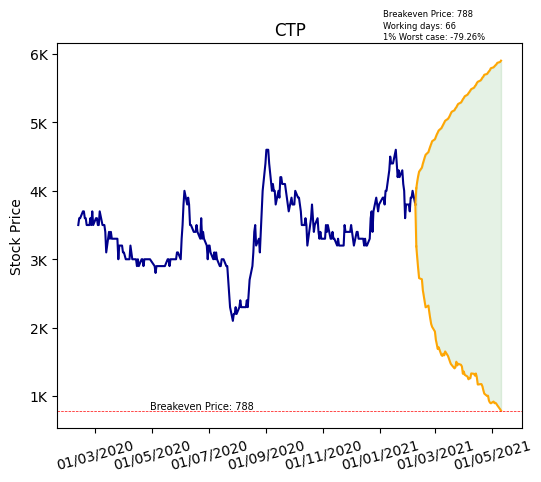 Breakeven Price: 788
Working days: 66
1% Worst case: -79.26%
CTP
6K
5K
4K
3K
2K
1K
Stock Price
Breakeven Price: 788
01/03/2020
01/05/2020
01/07/2020
01/09/2020
01/11/2020
01/01/2021
01/03/2021
01/05/2021